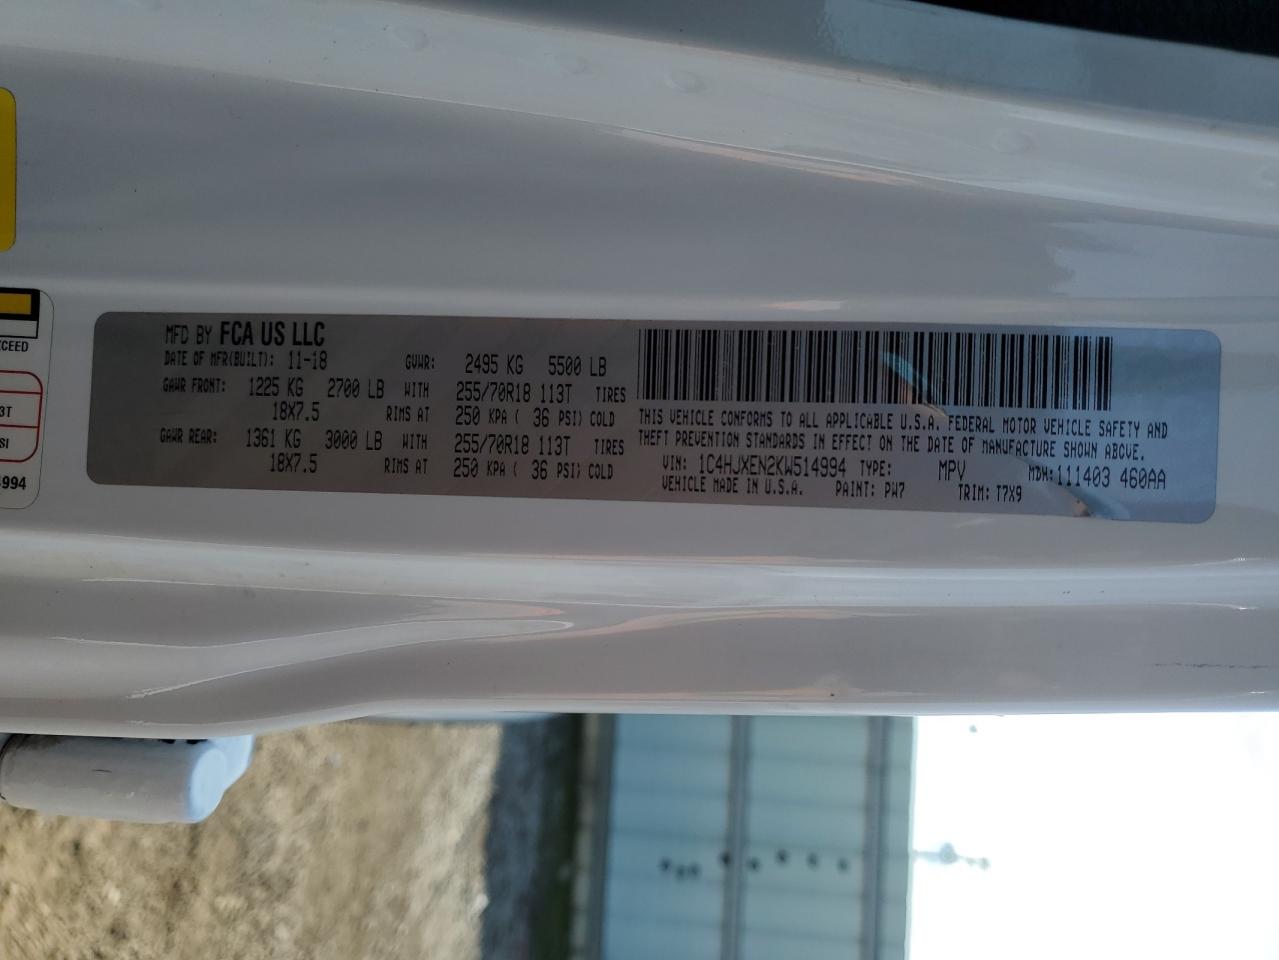 XCEED
3T
SI
4994
MFD BY FCA US LLC
DATE OF MFR(BUILT): 11-18 GVWR: 2495 KG 5500 LB
GAWR FRONT: 1225 KG 2700 LB WITH 255/70R18 113T TIRES
18X7.5 RIMS AT 250 KPA ( 36 PSI) COLD
GAWR REAR: 1361 KG 3000 LB WITH 255/70R18 113T TIRES
18X7.5 RIMS AT 250 KPA ( 36 PSI) COLD
THIS VEHICLE CONFORMS TO ALL APPLICABLE U.S.A. FEDERAL MOTOR VEHICLE SAFETY AND
THEFT PREVENTION STANDARDS IN EFFECT ON THE DATE OF MANUFACTURE SHOWN ABOVE.
VIN: 1C4HJXEN2KW514994 TYPE: MPV MDH:111403 460AA
VEHICLE MADE IN U.S.A. PAINT: PW7 TRIM: T7X9